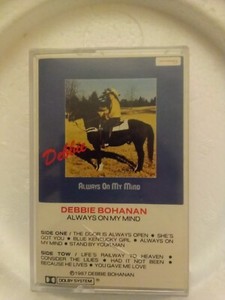 Debbie
ALWAYS ON MY MIND
DEBBIE BOHANAN
ALWAYS ON MY MIND
SIDE ONE / THE DOOR IS ALWAYS OPEN • SHE'S
GOT YOU • BLUE KENTUCKY GIRL • ALWAYS ON
MY MIND • STAND BY YOUR MAN
SIDE TOW / LIFE'S RAILWAY TO HEAVEN •
CONSIDER THE LILIES • HAD IT NOT BEEN •
BECAUSE HE LIVES • YOU GAVE ME LOVE
DOLBY SYSTEM
©1987 DEBBIE BOHANAN